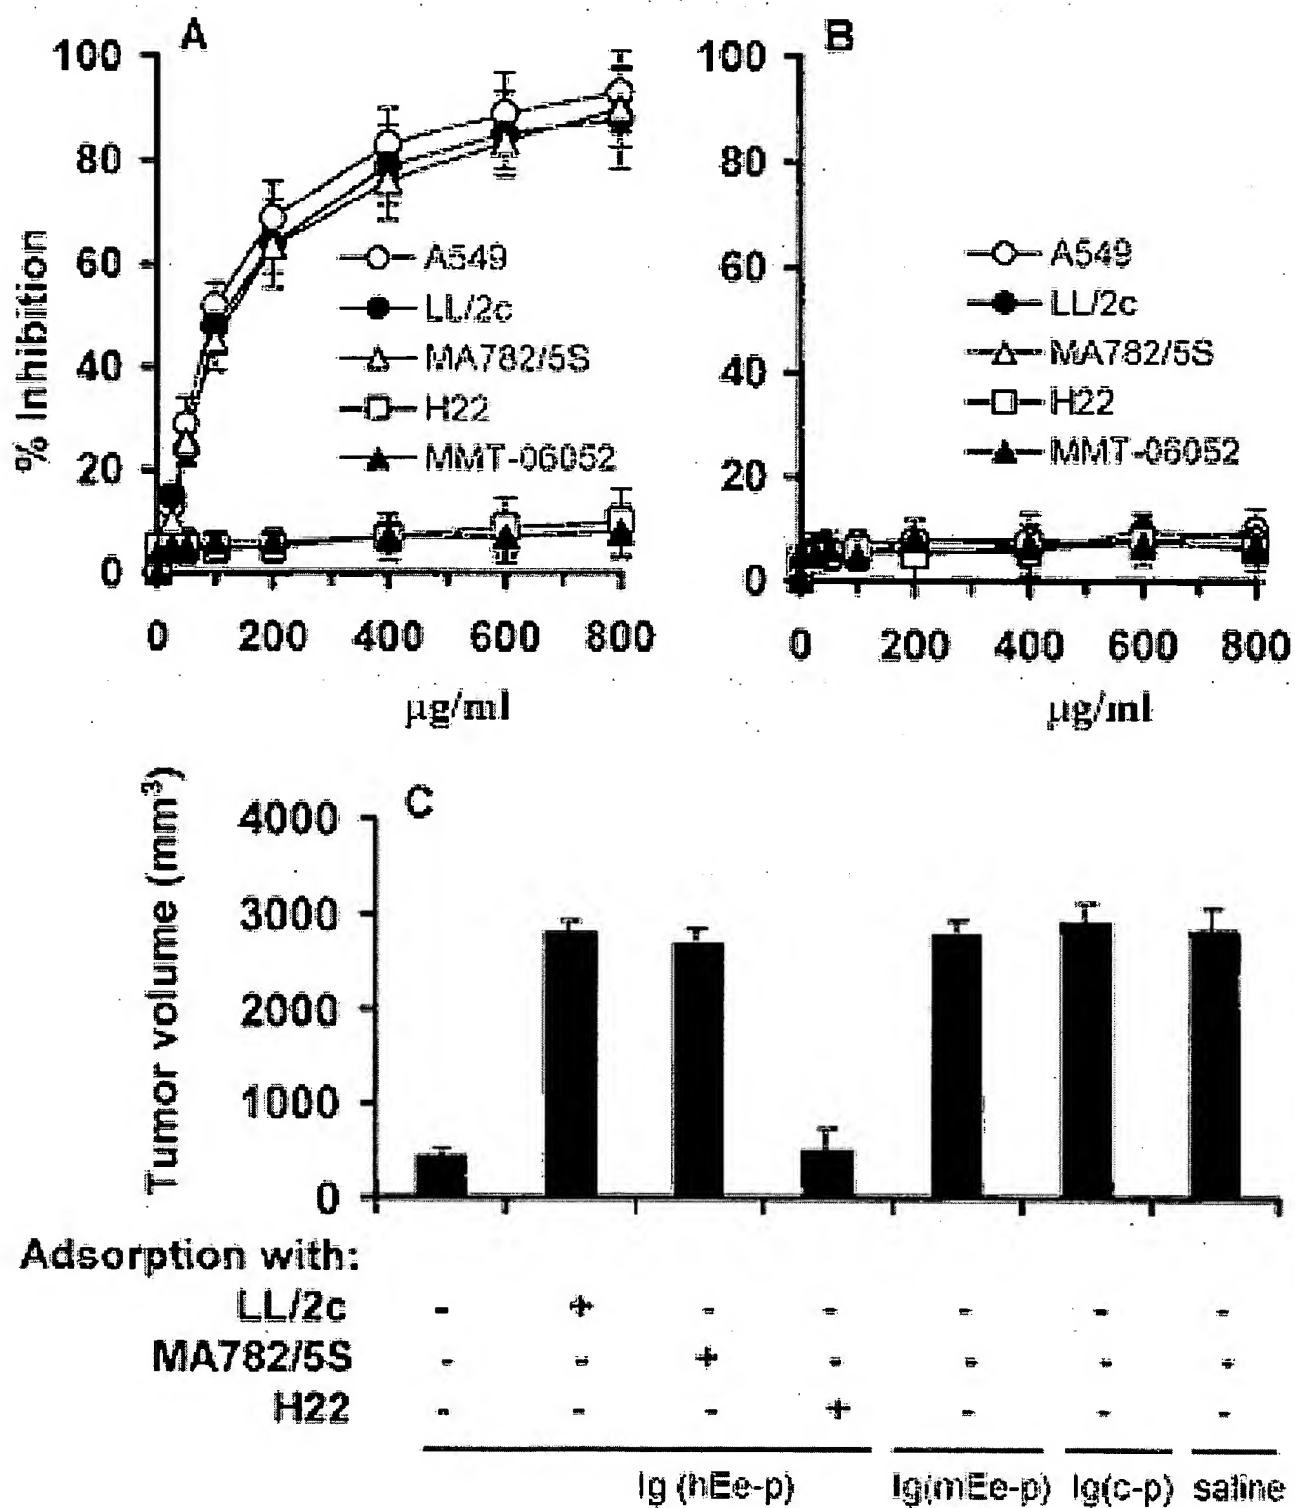 A
100
80
60
40
20
0
% Inhibition
A549
LL/2c
MA782/5S
H22
MMT-06052
0 200 400 600 800
µg/ml
B
100
80
60
40
20
0
A549
LL/2c
MA782/5S
H22
MMT-06052
0 200 400 600 800
µg/ml
C
Tumor volume (mm³)
4000
3000
2000
1000
0
Adsorption with:
LL/2c - + - - - - -
MA782/5S - - + - - - +
H22 - - - + - - -
Ig (hEe-p) Ig(mEe-p) Ig(c-p) saline